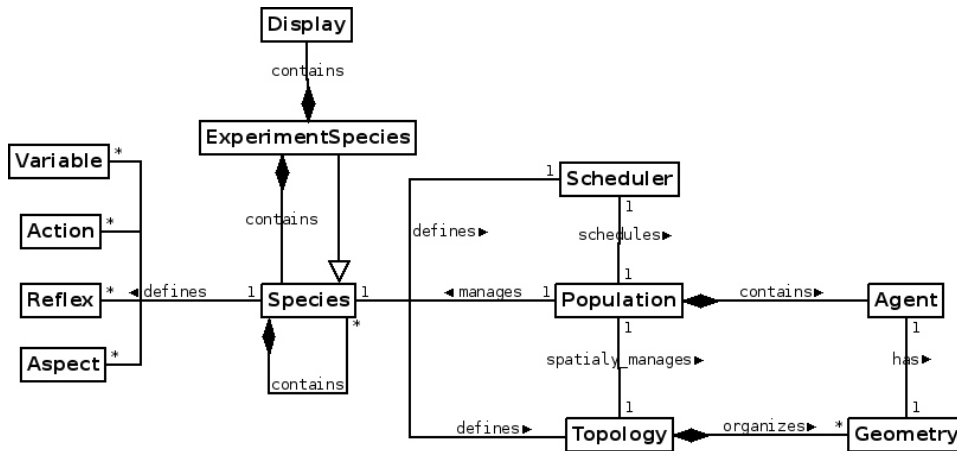 Display
contains
ExperimentSpecies
Variable
*
Scheduler
1
1
Action
*
contains
defines ►
schedules►
Reflex
*
◄ defines
1
Species
1
*
◄ manages
1
1
Population
contains►
Agent
1
1
Aspect
*
contains
spatialy_manages
►
has►
1
1
defines ►
Topology
organizes►
*
Geometry